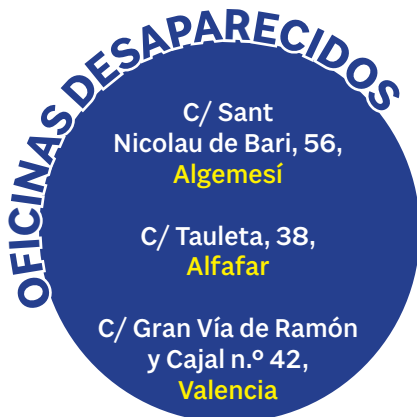 OFICINAS DESAPARECIDOS
C/ Sant
Nicolau de Bari, 56,
Algemesí
C/ Tauleta, 38,
Alfafar
C/ Gran Vía de Ramón
y Cajal n.º 42,
Valencia